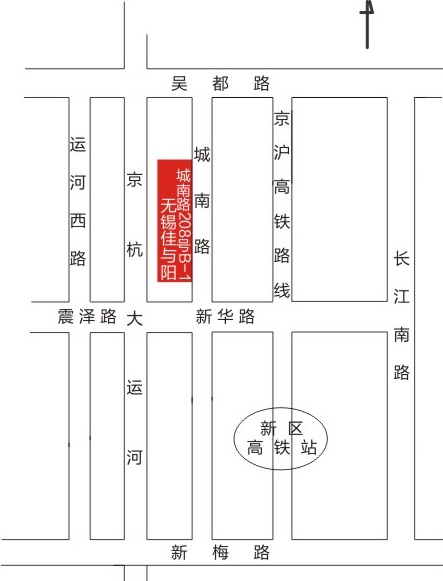 吴都路
运河西路
京杭大运河
城南路
城南路208号B-1
无锡佳与阳
京沪高铁路线
长江南路
震泽路
新华路
新区
高铁站
新梅路